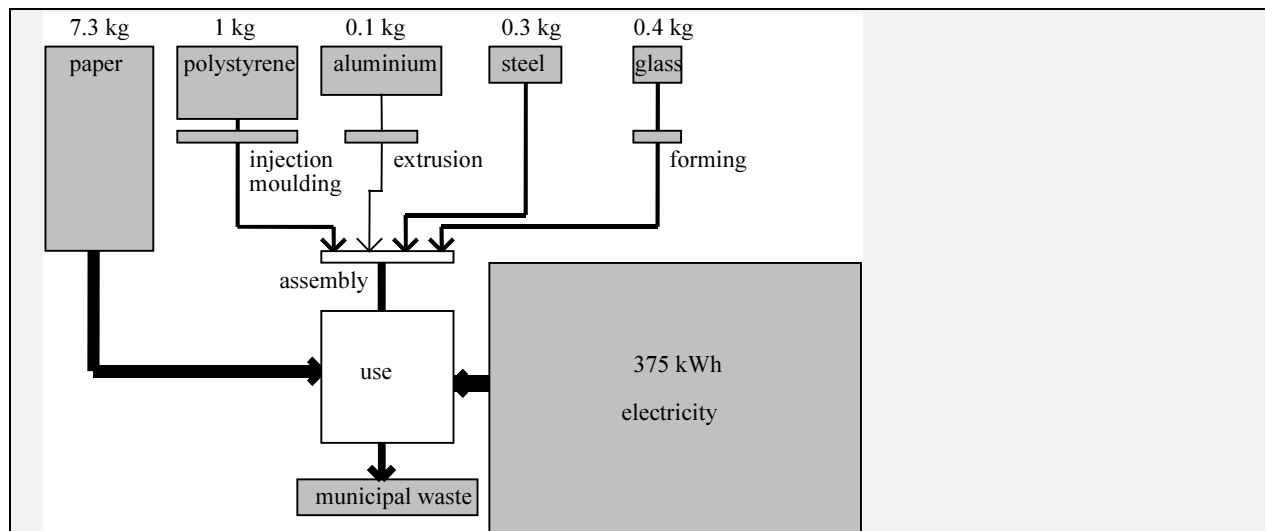 7.3 kg 1 kg 0.1 kg 0.3 kg 0.4 kg
paper polystyrene aluminium steel glass
injection
moulding
extrusion
forming
assembly
use
375 kWh
electricity
municipal waste